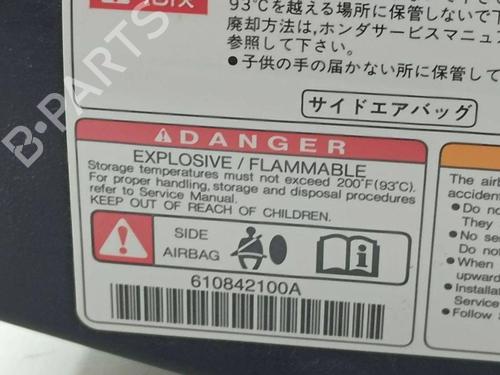 93℃を越える場所に保管しないで下
廃却方法は、ホンダサービスマニュア
参照して下さい。
●子供の手の届かない所に保管して
サイドエアバッグ
DANGER
EXPLOSIVE / FLAMMABLE
Storage temperatures must not exceed 200°F(93°C).
For proper handling, storage and disposal procedures
refer to Service Manual.
KEEP OUT OF REACH OF CHILDREN.
SIDE
AIRBAG
610842100A
The airb
accident
● Do no
They
● No se
Do not
● When
upward
● Installa
Service
● Follow
B-PARTS